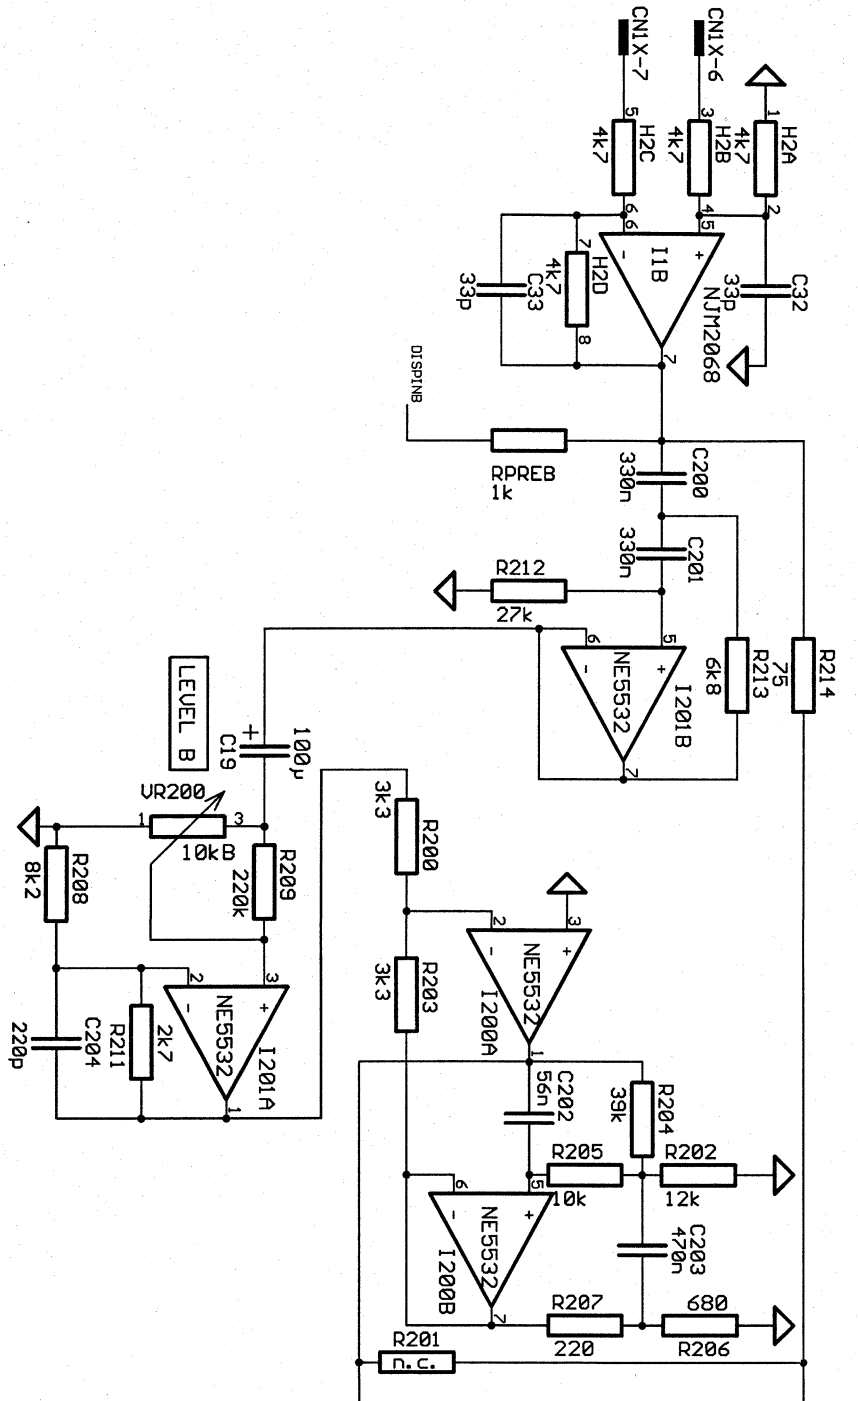 CN1X-7
CN1X-6
5
H2C
4k7
6
3
H2B
4k7
4
1
H2A
4k7
2
6
5
-
+
I1B
NJM2068
7
C32
33p
7
H2D
4k7
8
C33
33p
DISPINB
RPREB
1k
C200
330n
C201
330n
R212
27k
6
5
-
+
NE5532
I201B
7
R213
6k8
R214
75
LEVEL B
+
C19
100µ
VR200
1
3
10kB
R208
8k2
R209
220k
2
3
-
+
NE5532
I201A
1
R211
2k7
C204
220p
R200
3k3
R203
3k3
2
3
-
+
NE5532
I200A
1
C202
56n
R204
39k
R205
10k
R202
12k
6
5
-
+
NE5532
I200B
7
C203
470n
R207
220
680
R206
R201
n.c.